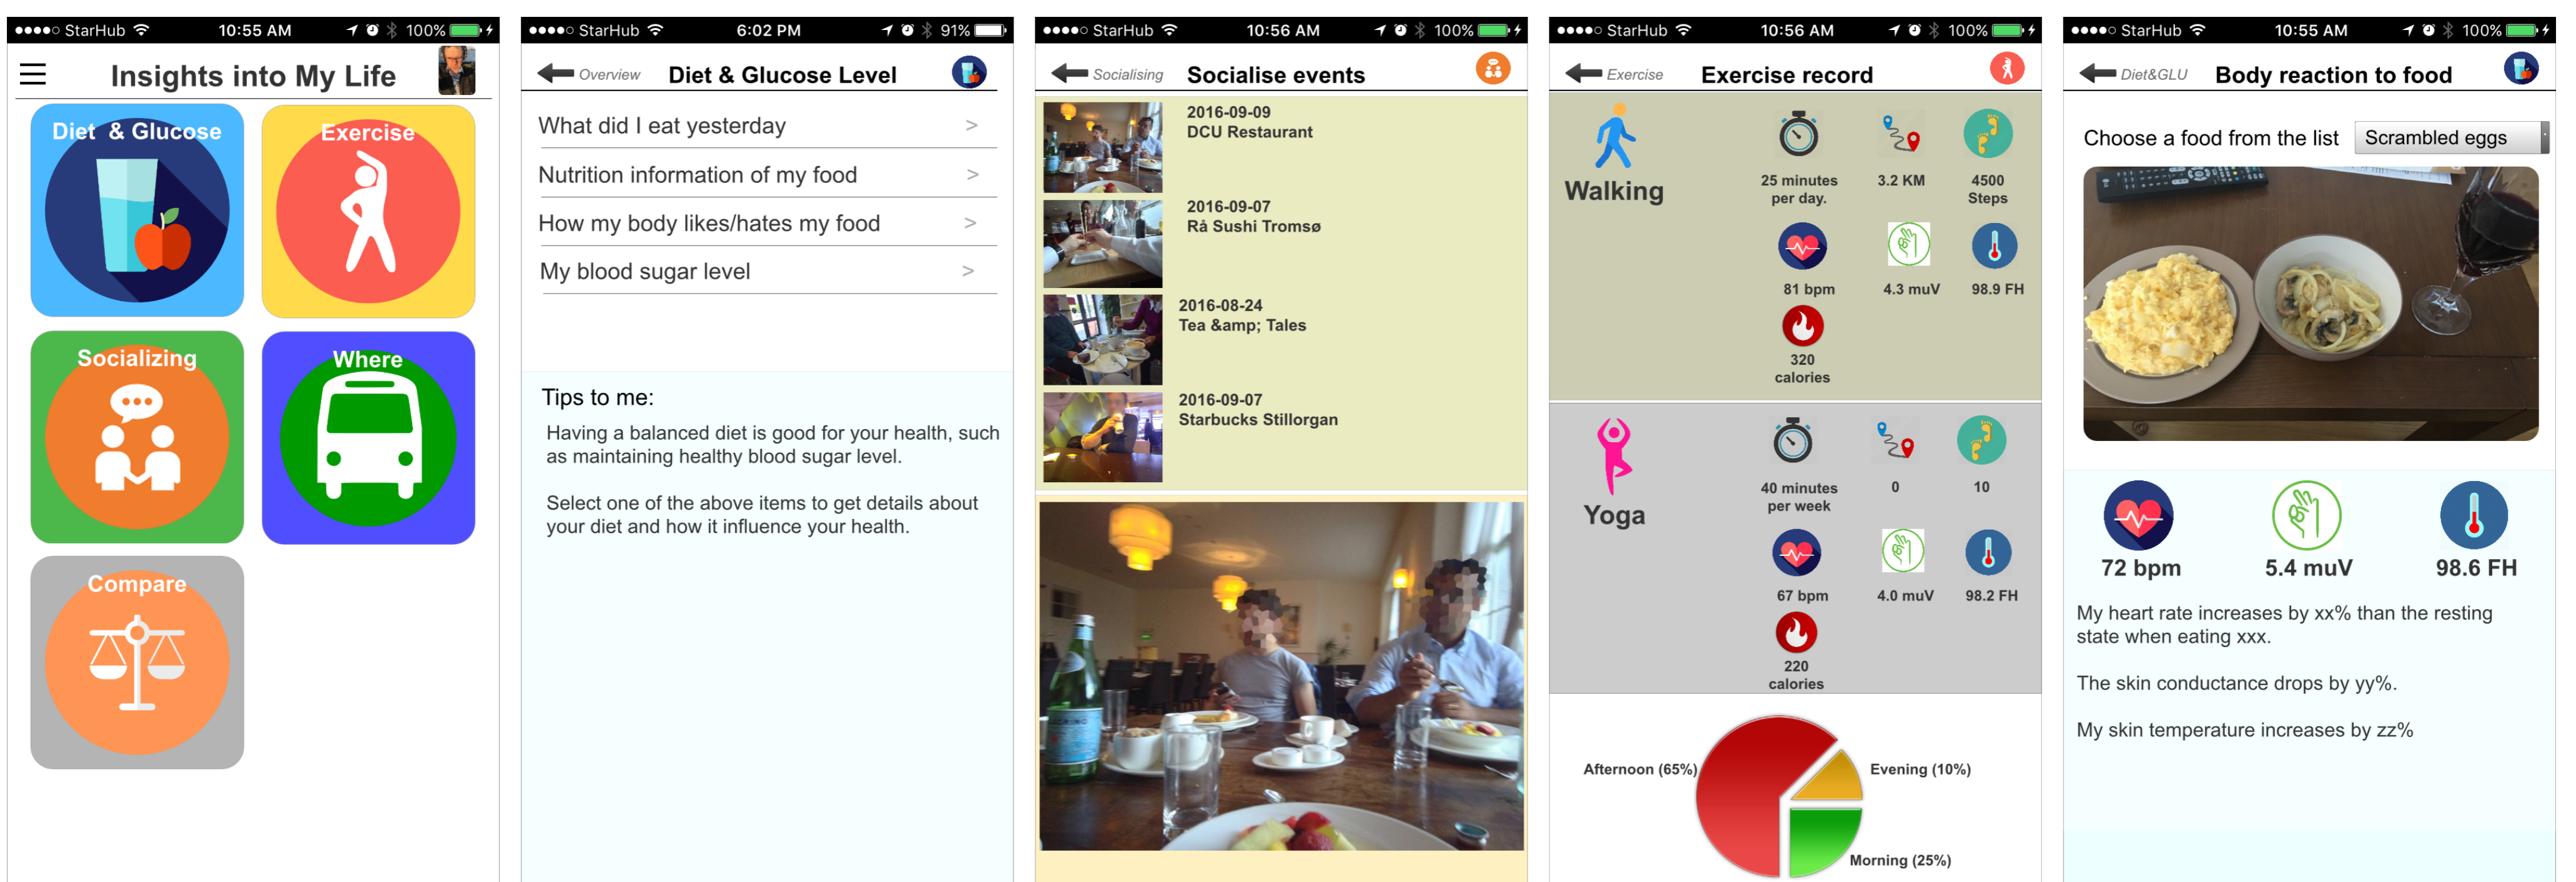 StarHub 10:55 AM 100%
Insights into My Life
Diet & Glucose
Exercise
Socializing
Where
Compare
StarHub 6:02 PM 91%
Overview
Diet & Glucose Level
What did I eat yesterday >
Nutrition information of my food >
How my body likes/hates my food >
My blood sugar level >
Tips to me:
Having a balanced diet is good for your health, such
as maintaining healthy blood sugar level.
Select one of the above items to get details about
your diet and how it influence your health.
StarHub 10:56 AM 100%
Socialising
Socialise events
2016-09-09
DCU Restaurant
2016-09-07
Rå Sushi Tromsø
2016-08-24
Tea &amp; Tales
2016-09-07
Starbucks Stillorgan
StarHub 10:56 AM 100%
Exercise
Exercise record
Walking
25 minutes
per day.
3.2 KM
4500
Steps
81 bpm
4.3 muV
98.9 FH
320
calories
Yoga
40 minutes
per week
0
10
67 bpm
4.0 muV
98.2 FH
220
calories
Afternoon (65%)
Evening (10%)
Morning (25%)
StarHub 10:55 AM 100%
Diet&GLU
Body reaction to food
Choose a food from the list
Scrambled eggs
72 bpm
5.4 muV
98.6 FH
My heart rate increases by xx% than the resting
state when eating xxx.
The skin conductance drops by yy%.
My skin temperature increases by zz%